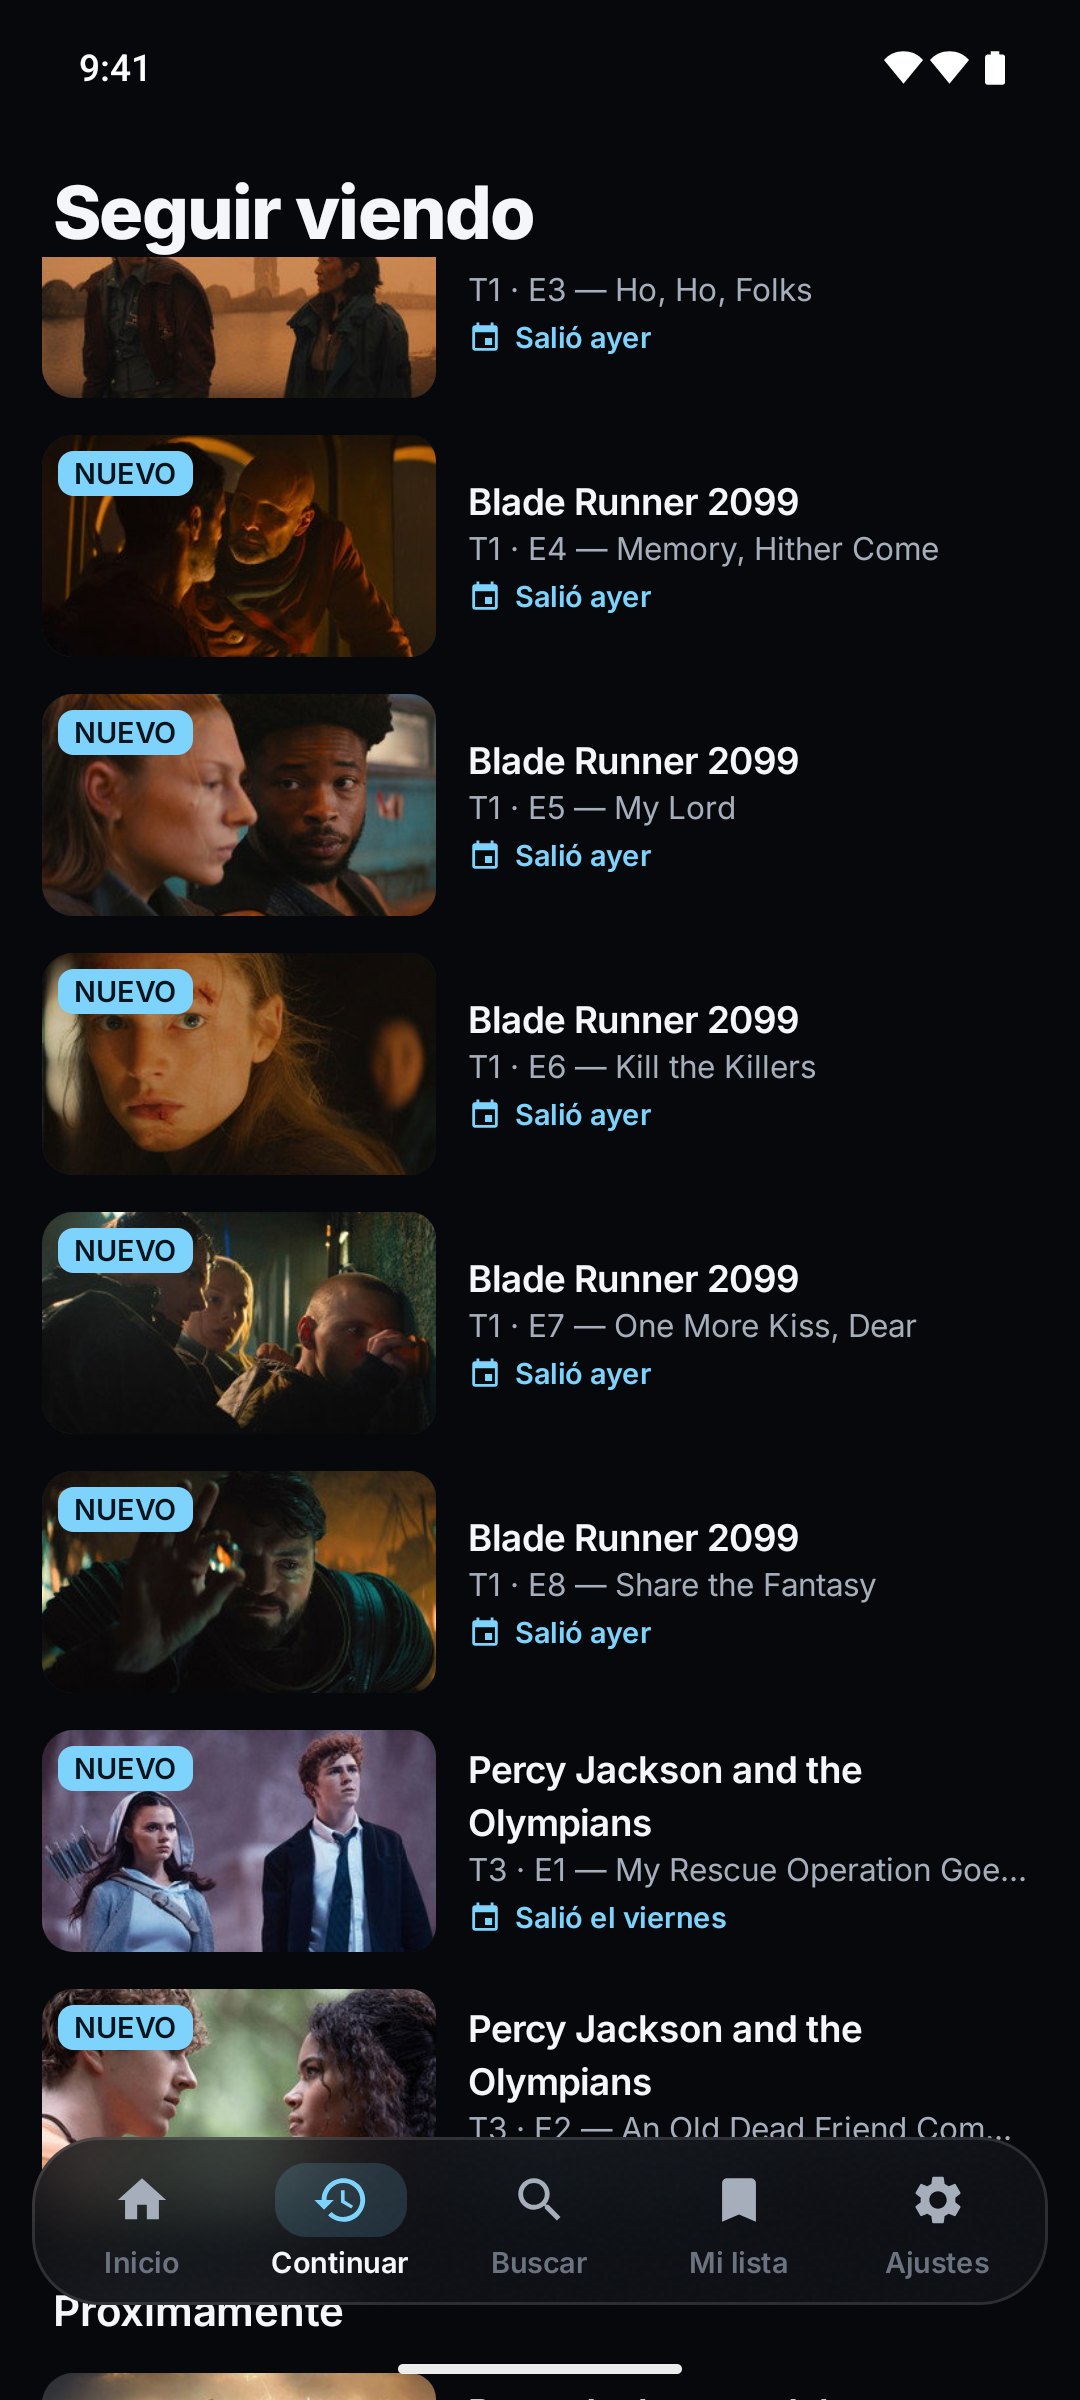 9:41
Seguir viendo
T1 · E3 — Ho, Ho, Folks
Salió ayer
NUEVO
Blade Runner 2099
T1 · E4 — Memory, Hither Come
Salió ayer
NUEVO
Blade Runner 2099
T1 · E5 — My Lord
Salió ayer
NUEVO
Blade Runner 2099
T1 · E6 — Kill the Killers
Salió ayer
NUEVO
Blade Runner 2099
T1 · E7 — One More Kiss, Dear
Salió ayer
NUEVO
Blade Runner 2099
T1 · E8 — Share the Fantasy
Salió ayer
NUEVO
Percy Jackson and the
Olympians
T3 · E1 — My Rescue Operation Goe...
Salió el viernes
NUEVO
Percy Jackson and the
Olympians
T3 · E2 — An Old Dead Friend Com...
Inicio
Continuar
Buscar
Mi lista
Ajustes
Próximamente